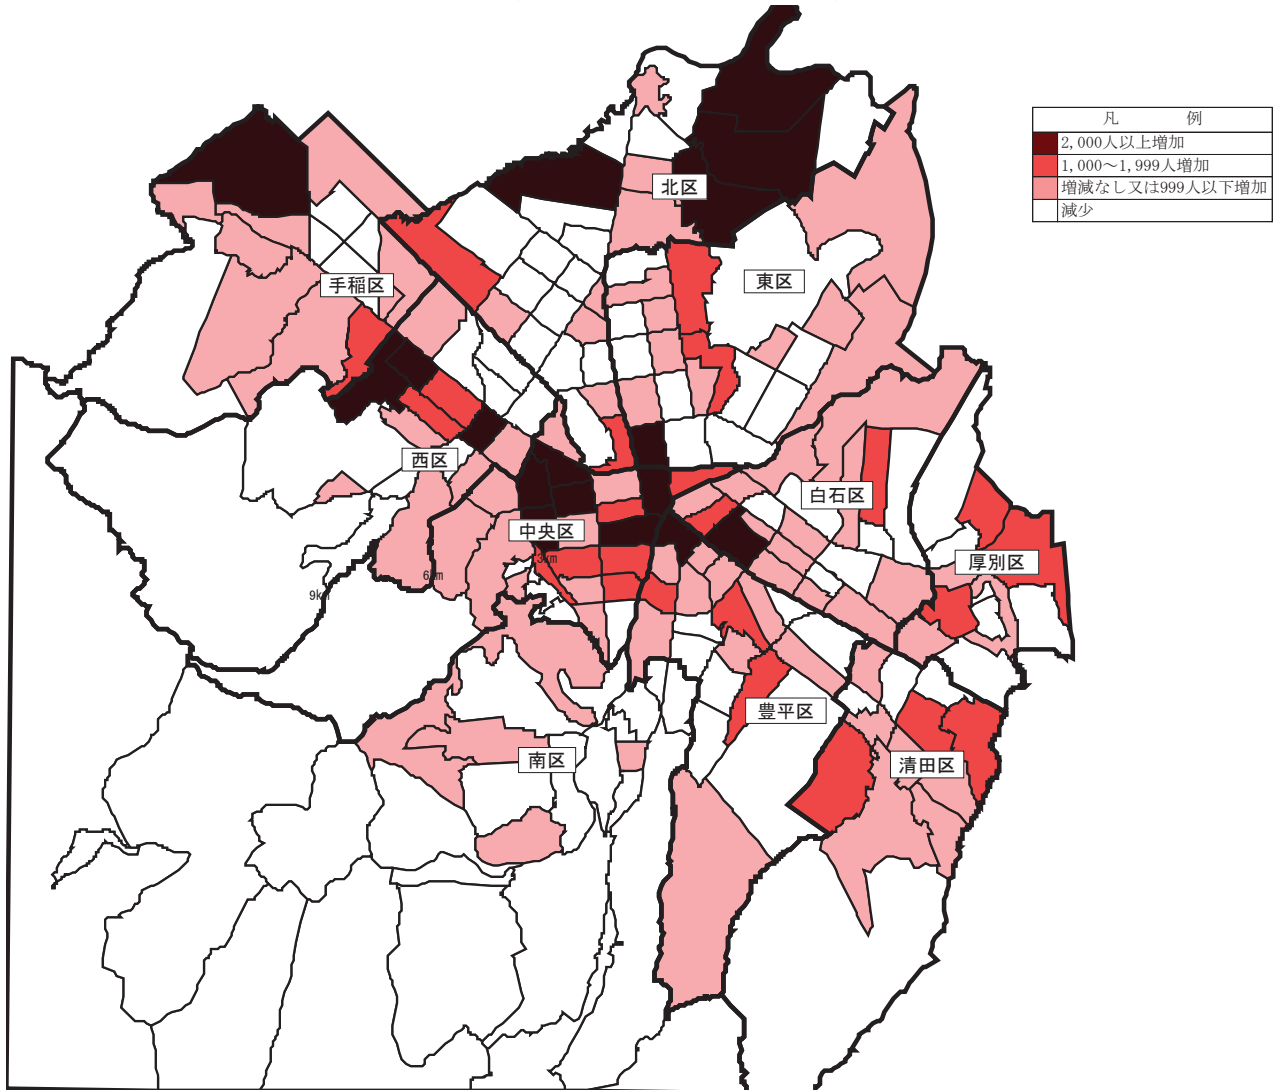 凡 例
2,000人以上増加
1,000～1,999人増加
増減なし又は999人以下増加
減少
北区
東区
手稲区
西区
白石区
中央区
3km
厚別区
6km
9km
豊平区
南区
清田区